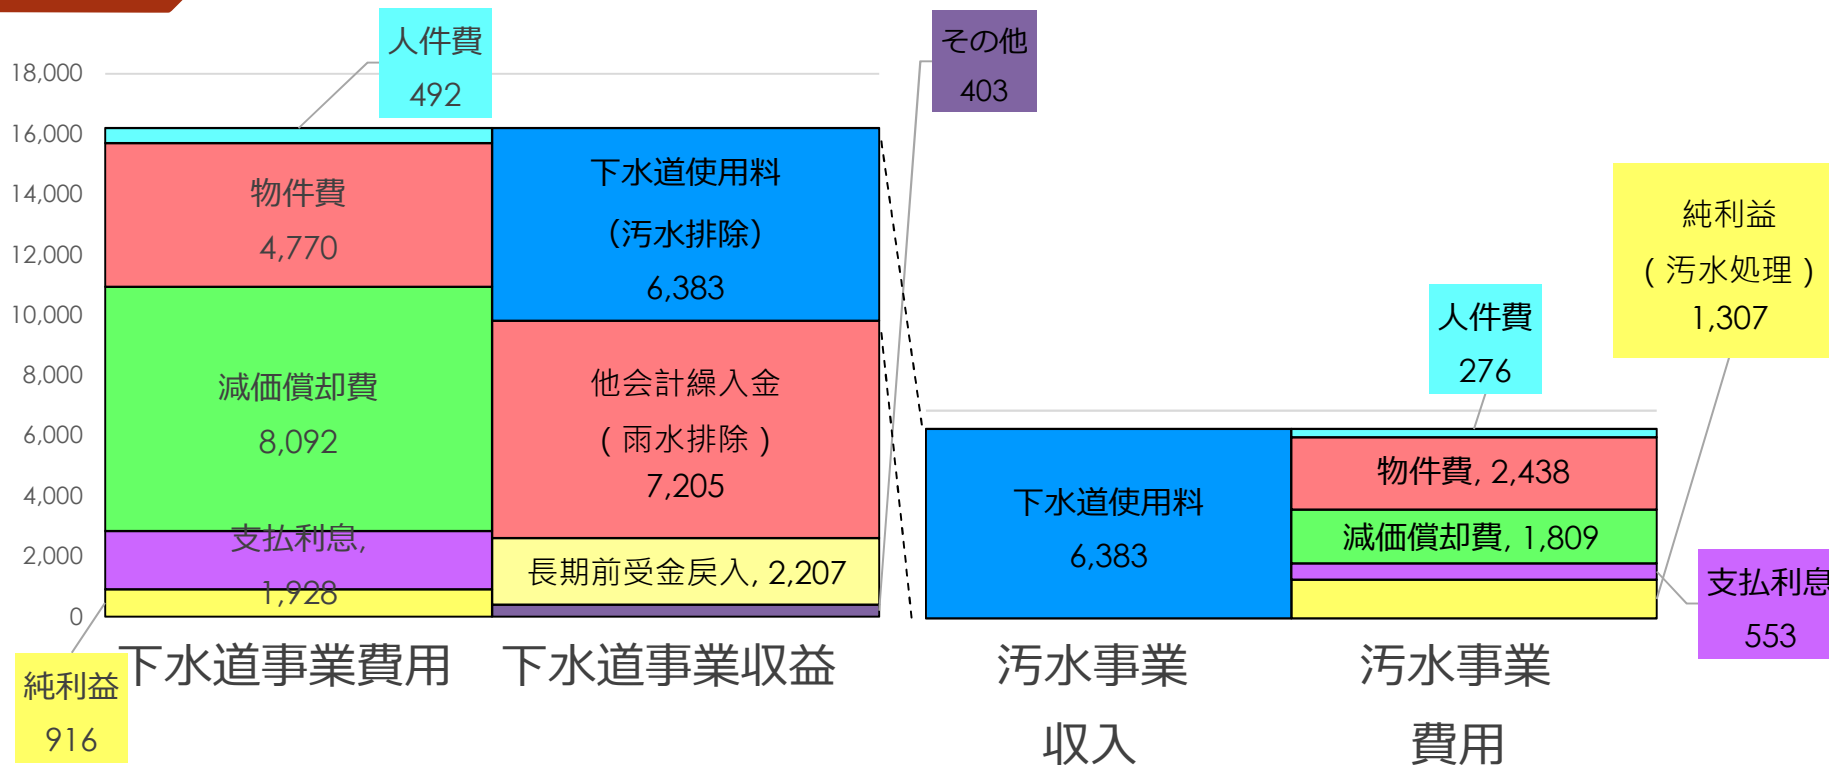 人件費
492
その他
403
18,000
16,000
14,000
12,000
10,000
8,000
6,000
4,000
2,000
0
物件費
4,770
減価償却費
8,092
支払利息,
1,928
純利益
916
下水道使用料
（汚水排除）
6,383
他会計繰入金
( 雨水排除 )
7,205
長期前受金戻入, 2,207
下水道事業費用
下水道事業収益
純利益
( 汚水処理 )
1,307
人件費
276
下水道使用料
6,383
物件費, 2,438
減価償却費, 1,809
支払利息
553
汚水事業
収入
汚水事業
費用